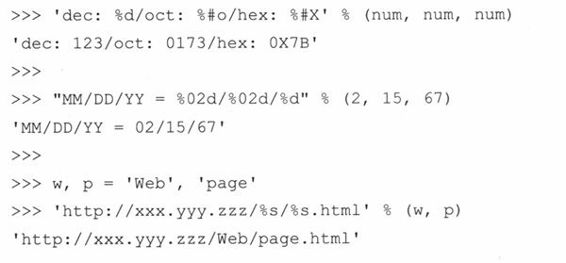 >>> 'dec: %d/oct: %#o/hex: %#X' % (num, num, num)
'dec: 123/oct: 0173/hex: 0X7B'
>>>
>>> "MM/DD/YY = %02d/%02d/%d" % (2, 15, 67)
'MM/DD/YY = 02/15/67'
>>>
>>> w, p = 'Web', 'page'
>>> 'http://xxx.yyy.zzz/%s/%s.html' % (w, p)
'http://xxx.yyy.zzz/Web/page.html'